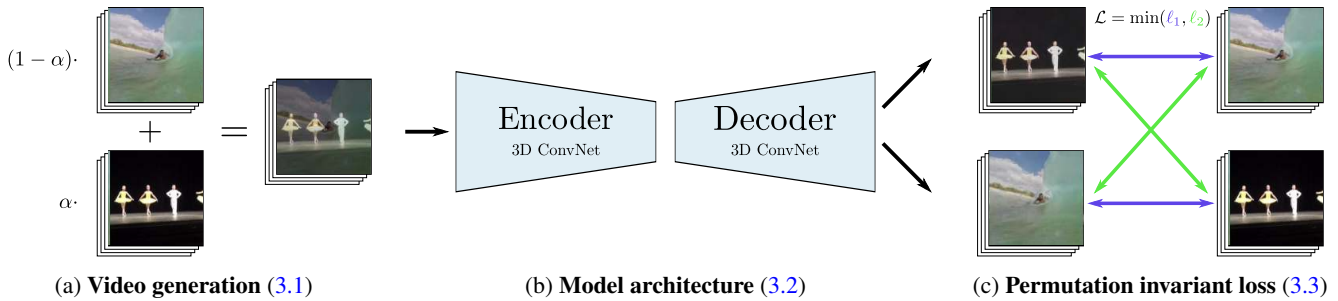 (1 − α)·
+
=
α·
Encoder
3D ConvNet
Decoder
3D ConvNet
ℒ = min(ℓ₁, ℓ₂)
(a) Video generation (3.1)
(b) Model architecture (3.2)
(c) Permutation invariant loss (3.3)